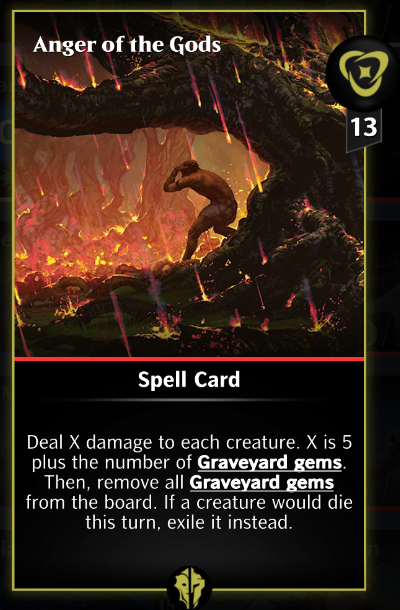 Anger of the Gods
13
Spell Card
Deal X damage to each creature. X is 5
plus the number of Graveyard gems.
Then, remove all Graveyard gems
from the board. If a creature would die
this turn, exile it instead.